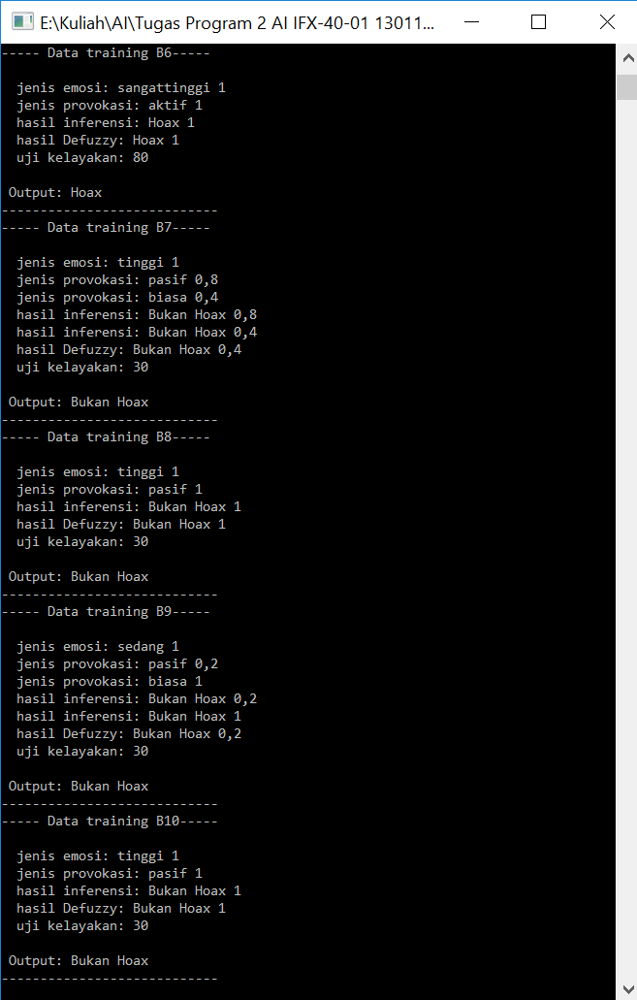 E:\Kuliah\AI\Tugas Program 2 AI IFX-40-01 13011...
----- Data training B6-----
jenis emosi: sangattinggi 1
jenis provokasi: aktif 1
hasil inferensi: Hoax 1
hasil Defuzzy: Hoax 1
uji kelayakan: 80
Output: Hoax
----------------------------
----- Data training B7-----
jenis emosi: tinggi 1
jenis provokasi: pasif 0,8
jenis provokasi: biasa 0,4
hasil inferensi: Bukan Hoax 0,8
hasil inferensi: Bukan Hoax 0,4
hasil Defuzzy: Bukan Hoax 0,4
uji kelayakan: 30
Output: Bukan Hoax
----------------------------
----- Data training B8-----
jenis emosi: tinggi 1
jenis provokasi: pasif 1
hasil inferensi: Bukan Hoax 1
hasil Defuzzy: Bukan Hoax 1
uji kelayakan: 30
Output: Bukan Hoax
----------------------------
----- Data training B9-----
jenis emosi: sedang 1
jenis provokasi: pasif 0,2
jenis provokasi: biasa 1
hasil inferensi: Bukan Hoax 0,2
hasil inferensi: Bukan Hoax 1
hasil Defuzzy: Bukan Hoax 0,2
uji kelayakan: 30
Output: Bukan Hoax
----------------------------
----- Data training B10-----
jenis emosi: tinggi 1
jenis provokasi: pasif 1
hasil inferensi: Bukan Hoax 1
hasil Defuzzy: Bukan Hoax 1
uji kelayakan: 30
Output: Bukan Hoax
----------------------------